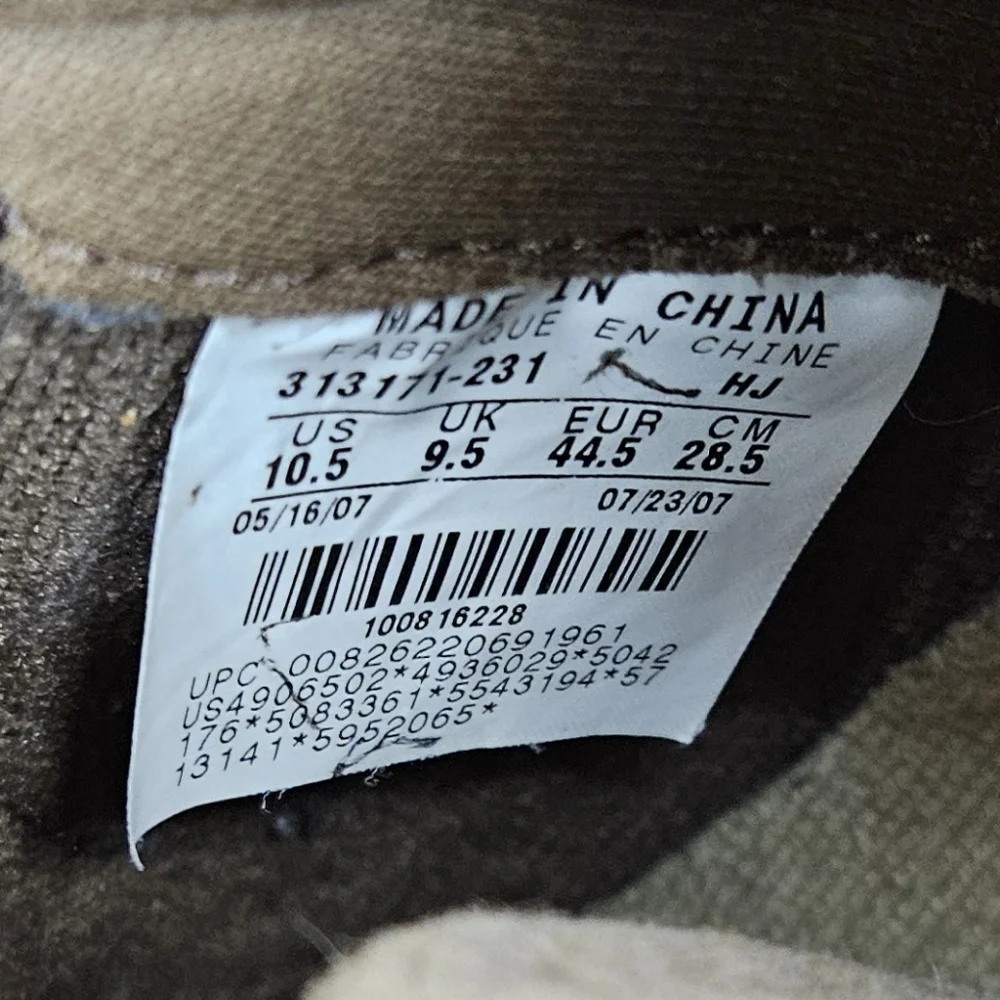 MADE IN CHINA
FABRIQUE EN CHINE
313171-231 HJ
US UK EUR CM
10.5 9.5 44.5 28.5
05/16/07 07/23/07
100816228
UPC 00826220691961
US4906502*4936029*5042
176*5083361*5543194*57
13141*5952065*